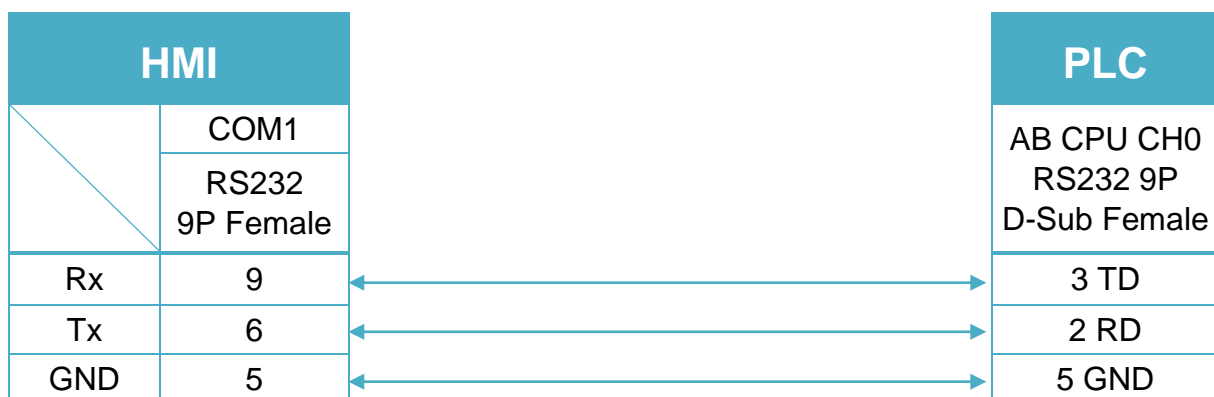 HMI PLC
COM1
RS232
9P Female
AB CPU CH0
RS232 9P
D-Sub Female
Rx 9 3 TD
Tx 6 2 RD
GND 5 5 GND